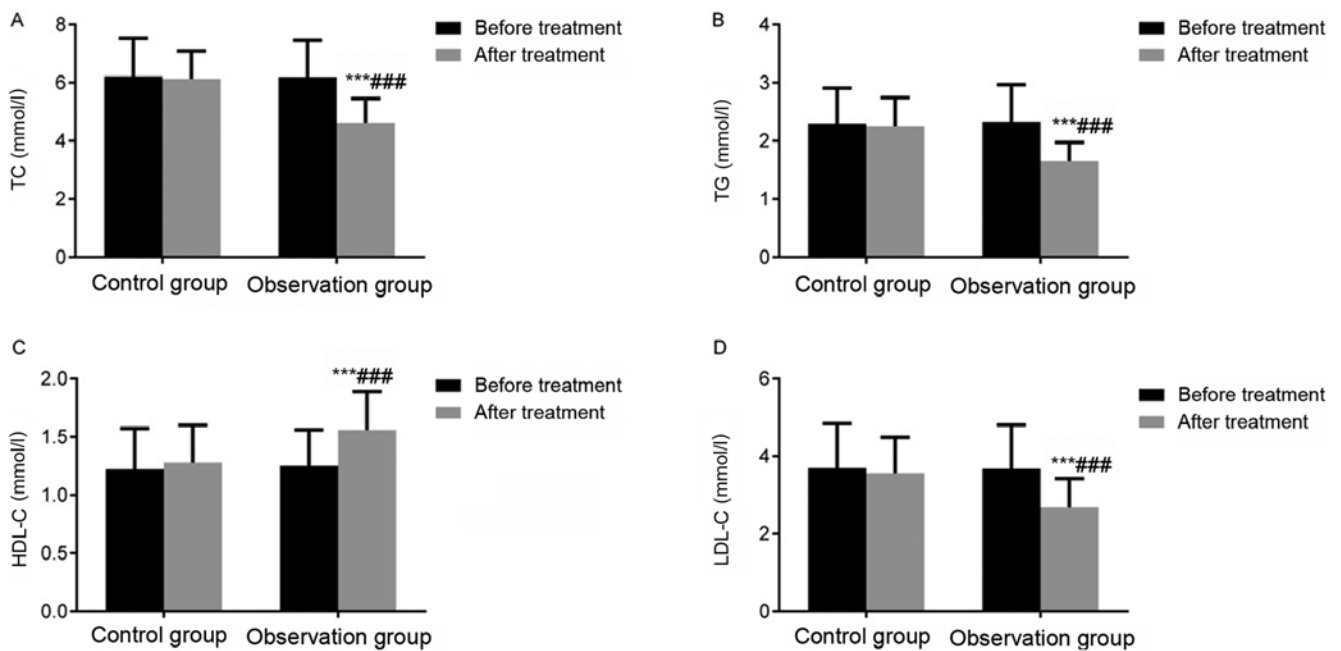 A
TC (mmol/l)
8
6
4
2
0
***###
Control group
Observation group
Before treatment
After treatment
B
TG (mmol/l)
4
3
2
1
0
***###
Control group
Observation group
Before treatment
After treatment
C
HDL-C (mmol/l)
2.0
1.5
1.0
0.5
0.0
***###
Control group
Observation group
Before treatment
After treatment
D
LDL-C (mmol/l)
6
4
2
0
***###
Control group
Observation group
Before treatment
After treatment